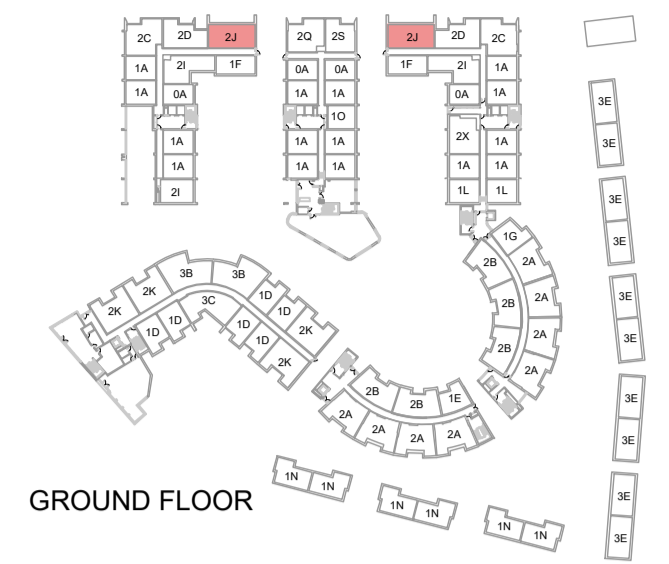 2C 2D 2J 2Q 2S 2J 2D 2C
1A 2I 1F 0A 0A 1F 2I 1A
1A 0A 1A 1A 0A 1A
1O
1A 1A 1A 2X 1A
1A 1A 1A 1A 1A
2I 1L 1L
3E
3E
3E
3E
3E
3E
3E
3E
3E
3E
1G
2B 2A
2B 2A
2B 2A
2A
3B 3B
2K 2K 3C 1D 1D 2K
1D 1D 1D 1D 2K
2B 2B 1E
2A 2A 2A 2A
1N 1N
1N 1N
1N 1N
GROUND FLOOR